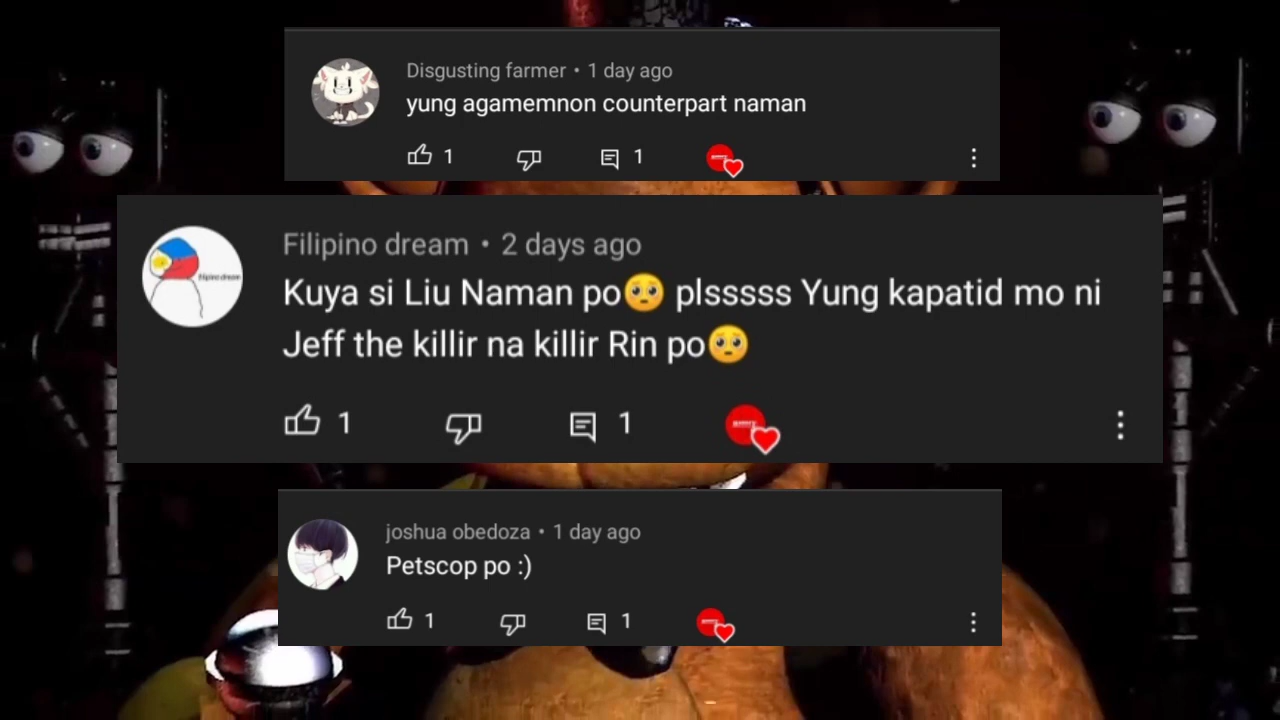 Disgusting farmer • 1 day ago
yung agamemnon counterpart naman
1 1
Filipino dream • 2 days ago
Kuya si Liu Naman po🥺 plsssss Yung kapatid mo ni
Jeff the killir na killir Rin po🥺
1 1
Filipino dream
joshua obedoza • 1 day ago
Petscop po :)
1 1